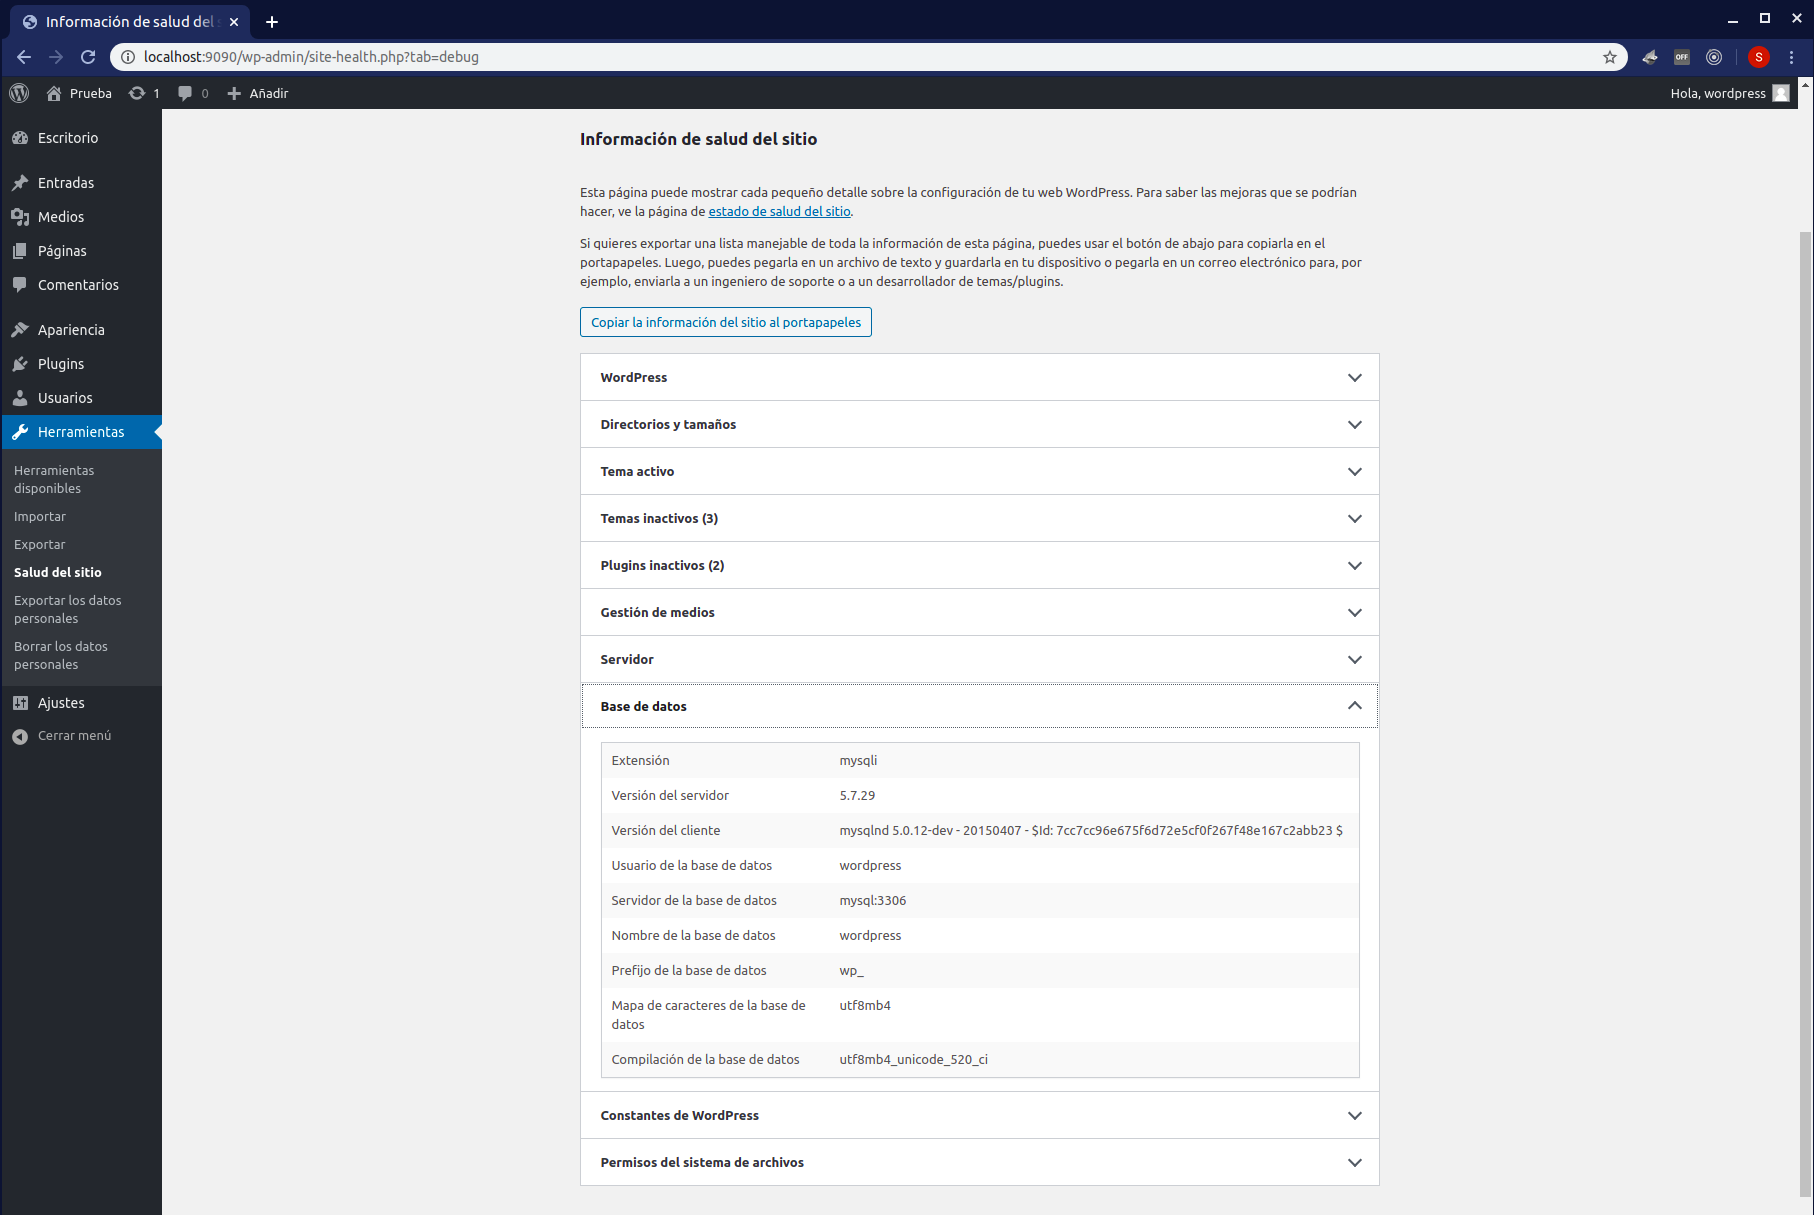 Información de salud del
localhost:9090/wp-admin/site-health.php?tab=debug
OFF
S
Prueba
1
0
Añadir
Hola, wordpress
Escritorio
Entradas
Medios
Páginas
Comentarios
Apariencia
Plugins
Usuarios
Herramientas
Herramientas
disponibles
Importar
Exportar
Salud del sitio
Exportar los datos
personales
Borrar los datos
personales
Ajustes
Cerrar menú
Información de salud del sitio
Esta página puede mostrar cada pequeño detalle sobre la configuración de tu web WordPress. Para saber las mejoras que se podrían
hacer, ve la página de estado de salud del sitio.
Si quieres exportar una lista manejable de toda la información de esta página, puedes usar el botón de abajo para copiarla en el
portapapeles. Luego, puedes pegarla en un archivo de texto y guardarla en tu dispositivo o pegarla en un correo electrónico para, por
ejemplo, enviarla a un ingeniero de soporte o a un desarrollador de temas/plugins.
Copiar la información del sitio al portapapeles
WordPress
Directorios y tamaños
Tema activo
Temas inactivos (3)
Plugins inactivos (2)
Gestión de medios
Servidor
Base de datos
Extensión mysqli
Versión del servidor 5.7.29
Versión del cliente mysqlnd 5.0.12-dev - 20150407 - $Id: 7cc7cc96e675f6d72e5cf0f267f48e167c2abb23 $
Usuario de la base de datos wordpress
Servidor de la base de datos mysql:3306
Nombre de la base de datos wordpress
Prefijo de la base de datos wp_
Mapa de caracteres de la base de utf8mb4
datos
Compilación de la base de datos utf8mb4_unicode_520_ci
Constantes de WordPress
Permisos del sistema de archivos